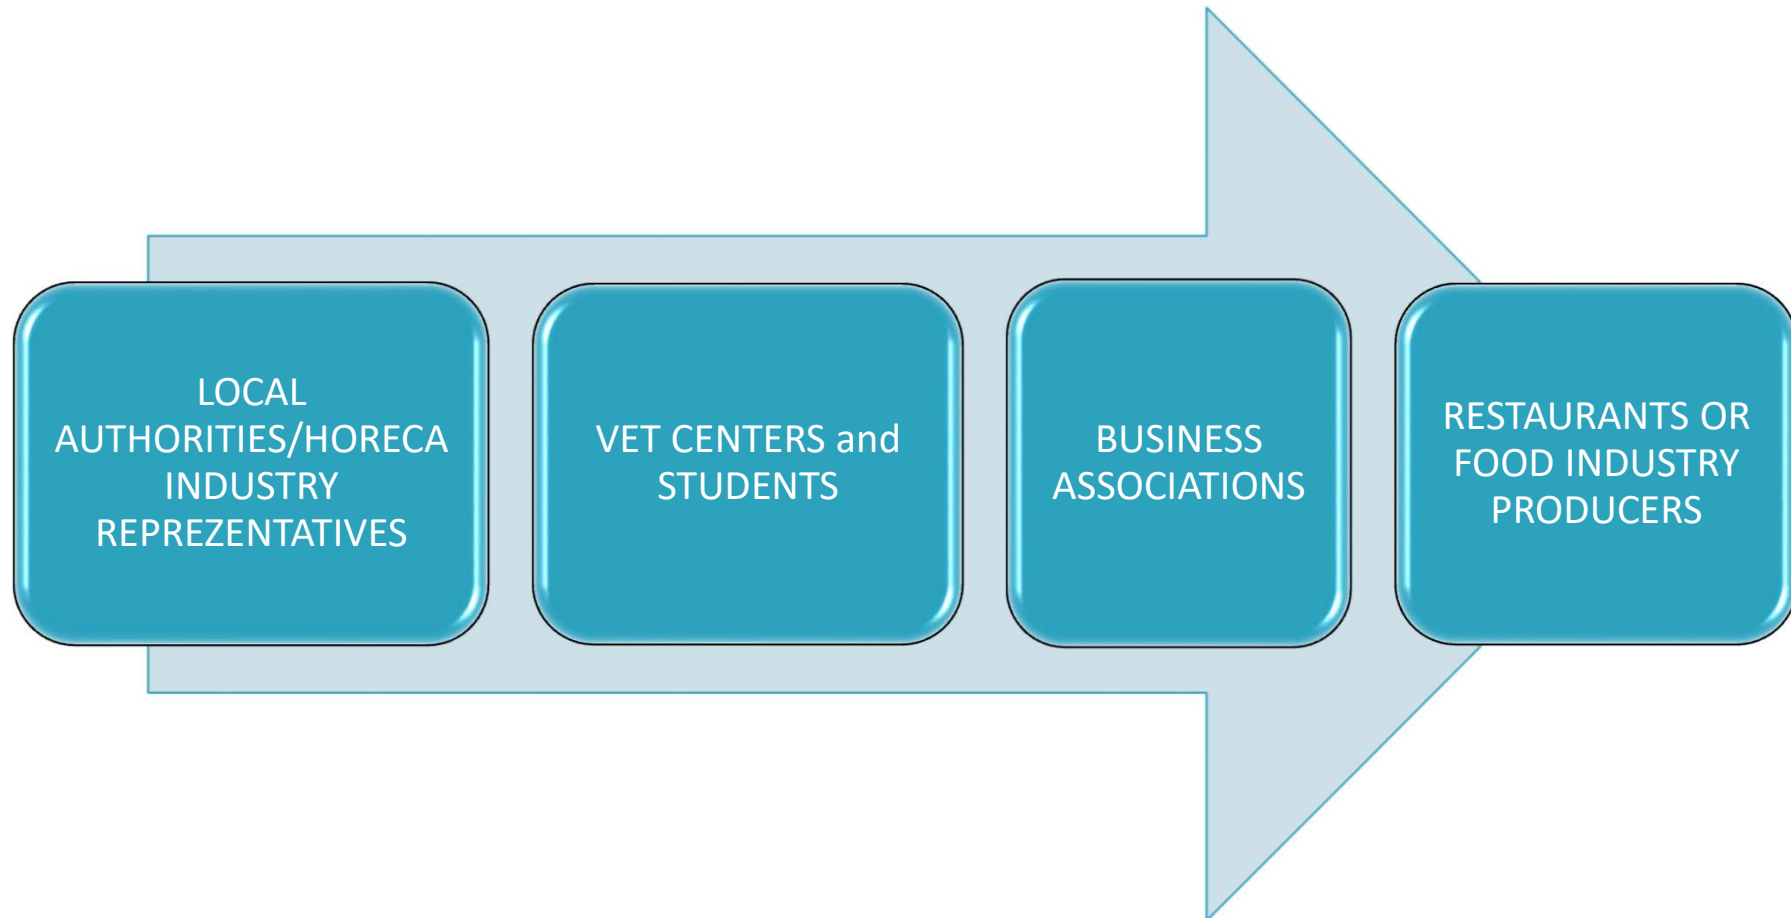 LOCAL
AUTHORITIES/HORECA
INDUSTRY
REPREZENTATIVES
VET CENTERS and
STUDENTS
BUSINESS
ASSOCIATIONS
RESTAURANTS OR
FOOD INDUSTRY
PRODUCERS